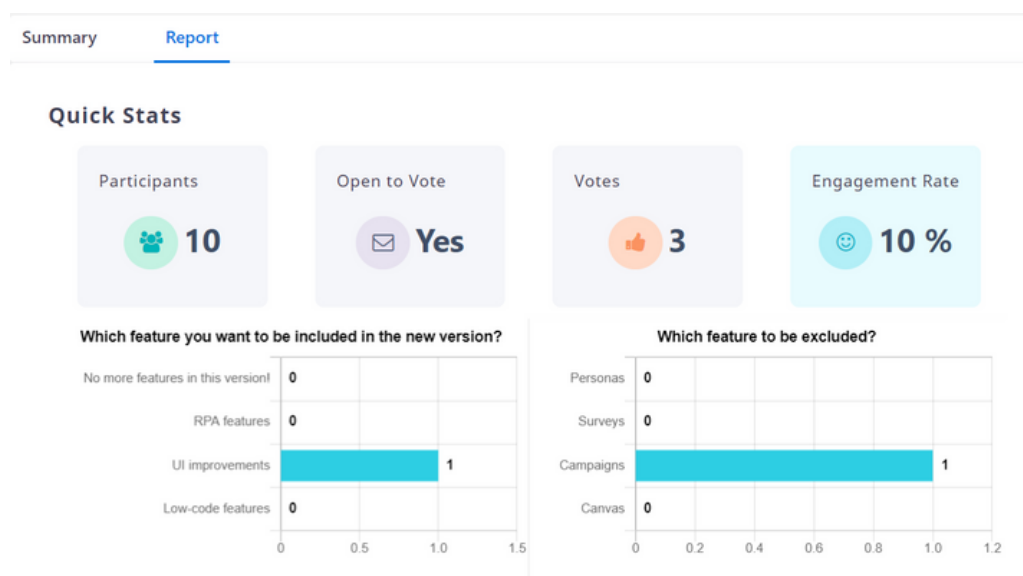 Summary Report
Quick Stats
Participants Open to Vote Votes Engagement Rate
10 Yes 3 10 %
Which feature you want to be included in the new version?
No more features in this version! 0
RPA features 0
UI improvements 1
Low-code features 0
0 0.5 1.0 1.5
Which feature to be excluded?
Personas 0
Surveys 0
Campaigns 1
Canvas 0
0 0.2 0.4 0.6 0.8 1.0 1.2